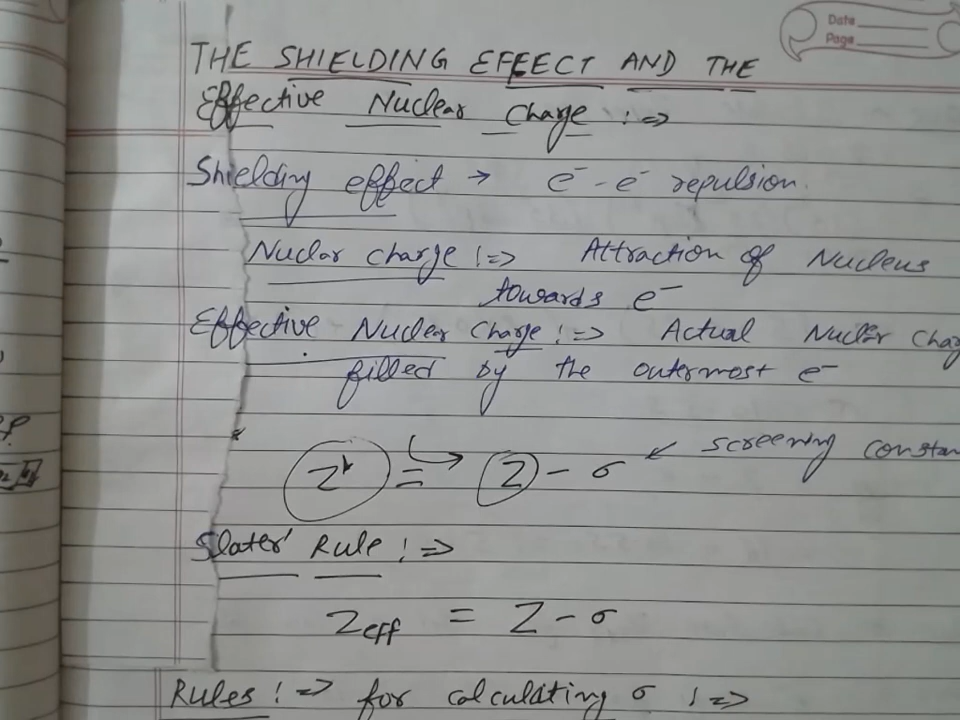 Date
Page
THE SHIELDING EFFECT AND THE
Effective Nuclear Charge :⇒
Shielding effect → e⁻-e⁻ repulsion.
Nuclar charge !⇒ Attraction of Nucleus
towards e⁻
Effective Nuclear Charge !⇒ Actual Nuclear Charg
filled by the outermost e⁻
Z* = Z - σ ↙ screening constan
Slater' Rule !⇒
Zeff = Z - σ
Rules !⇒ for calculating σ !⇒